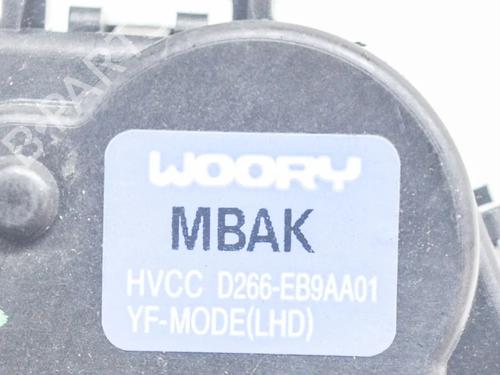 WOORY
MBAK
HVCC D266-EB9AA01
YF-MODE(LHD)